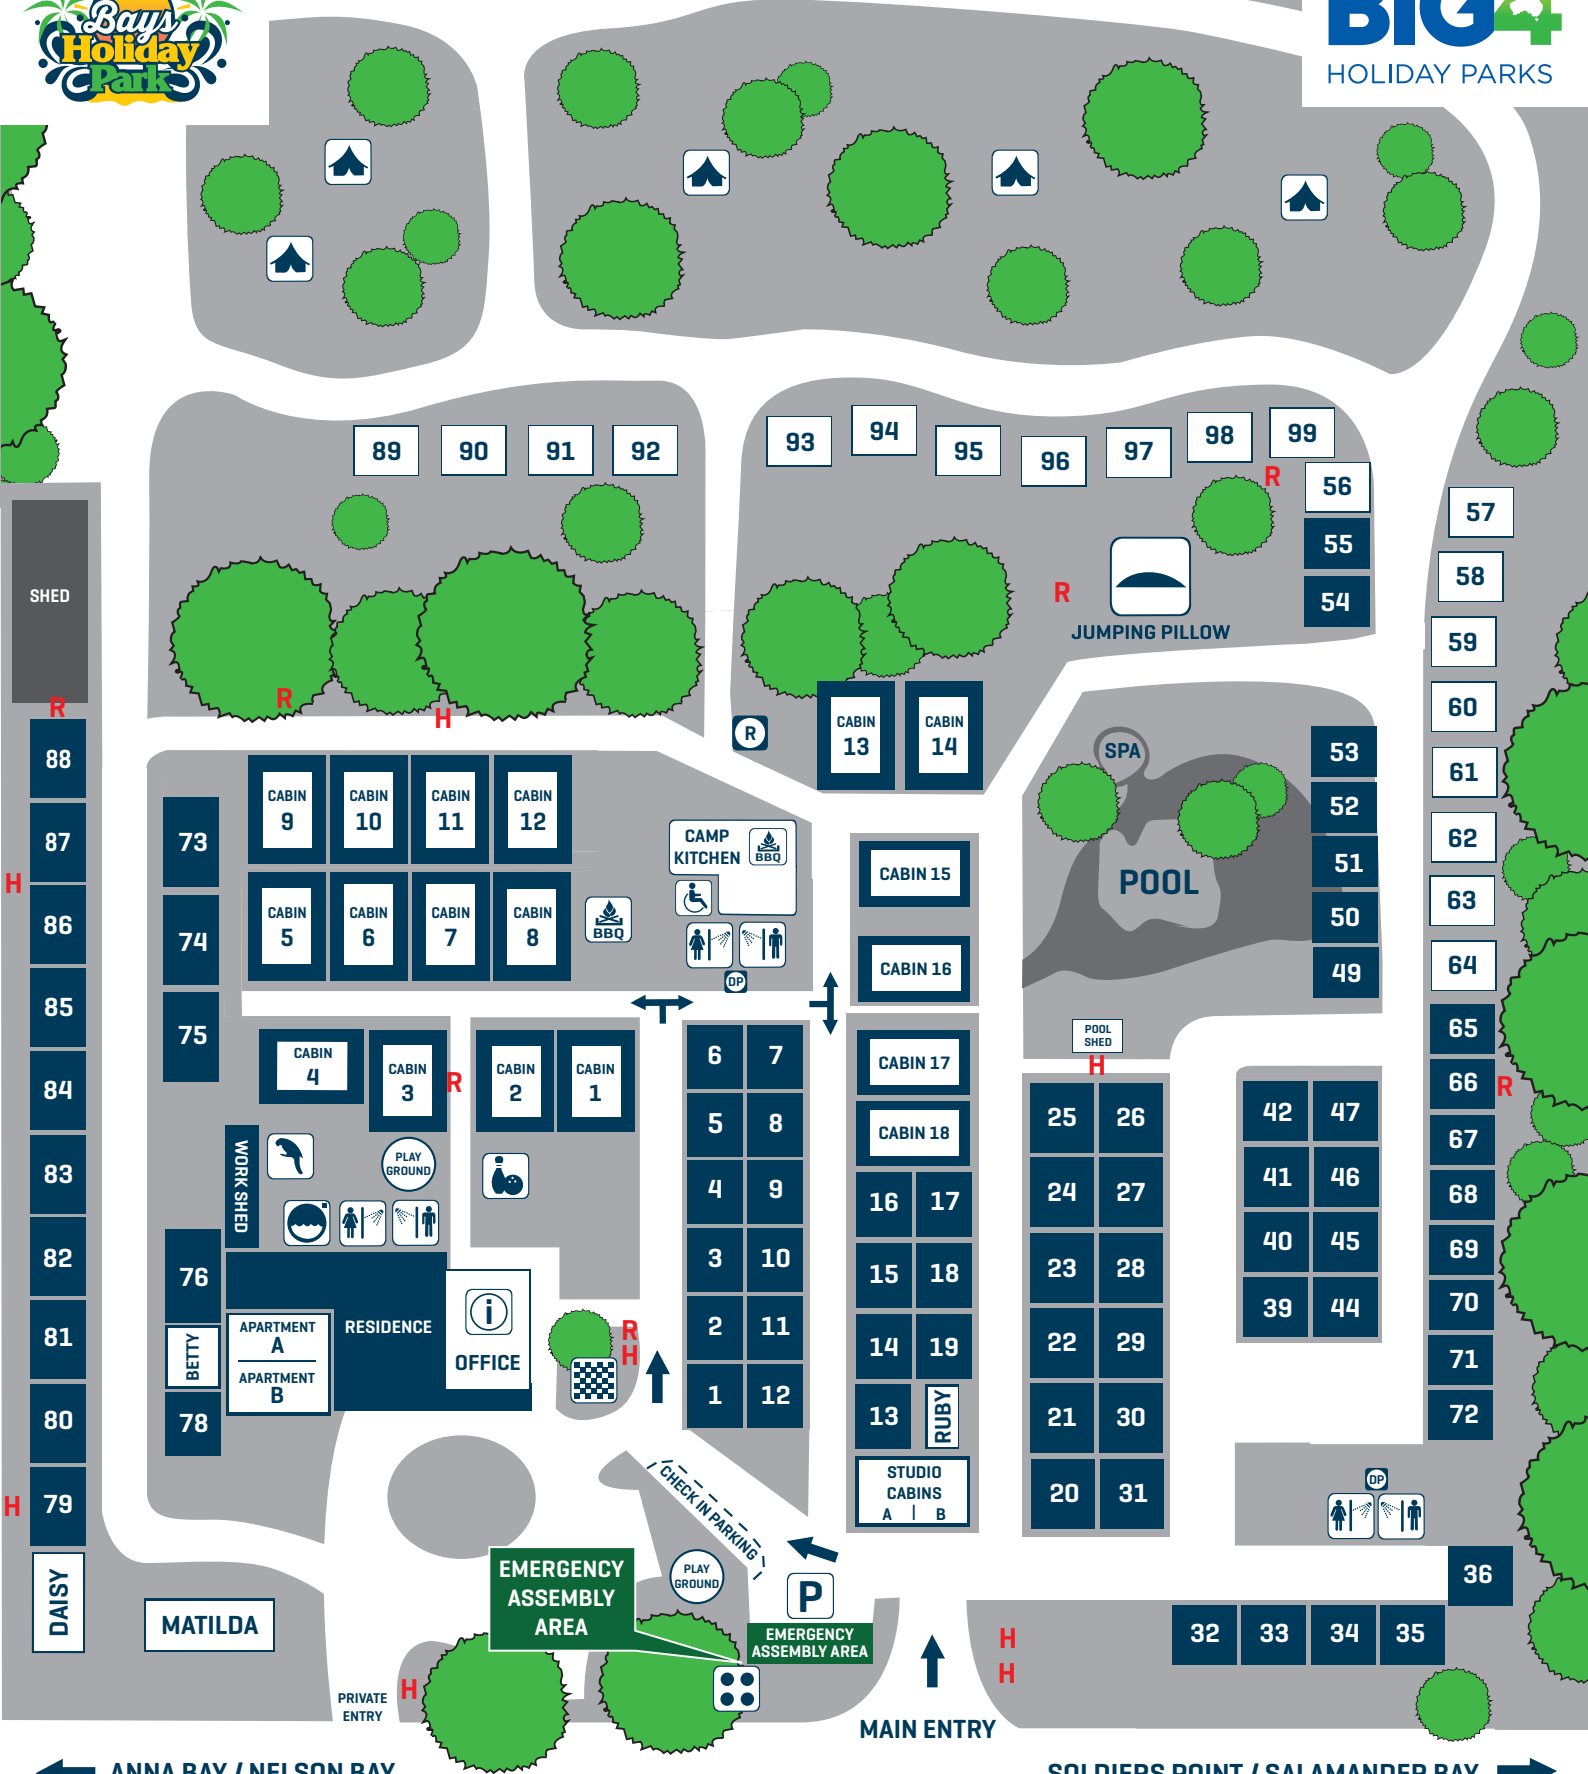 Bays
Holiday
Park
BIG4
HOLIDAY PARKS
89 90 91 92
93 94 95 96 97 98 99
R
56
55
54
57
58
59
60
61
62
63
64
65
66 R
67
68
69
70
71
72
SHED
R
R
JUMPING PILLOW
R
H
R
CABIN
13
CABIN
14
SPA
POOL
53
52
51
50
49
POOL
SHED
H
88
87
H
86
85
84
83
82
81
80
79
H
73
74
75
CABIN
9
CABIN
10
CABIN
11
CABIN
12
CABIN
5
CABIN
6
CABIN
7
CABIN
8
BBQ
CAMP
KITCHEN
BBQ
DP
CABIN 15
CABIN 16
CABIN 17
CABIN 18
CABIN
4
CABIN
3
R
CABIN
2
CABIN
1
WORK SHED
PLAY
GROUND
76
BETTY
78
APARTMENT
A
APARTMENT
B
RESIDENCE
i
OFFICE
R
H
6 7
5 8
4 9
3 10
2 11
1 12
16 17
15 18
14 19
13 RUBY
STUDIO
CABINS
A | B
25 26
24 27
23 28
22 29
21 30
20 31
42 47
41 46
40 45
39 44
DP
36
32 33 34 35
CHECK IN PARKING
PLAY
GROUND
P
EMERGENCY
ASSEMBLY
AREA
EMERGENCY
ASSEMBLY AREA
DAISY
MATILDA
H
H
H
PRIVATE
ENTRY
MAIN ENTRY
ANNA BAY / NELSON BAY
SOLDIERS POINT / SALAMANDER BAY